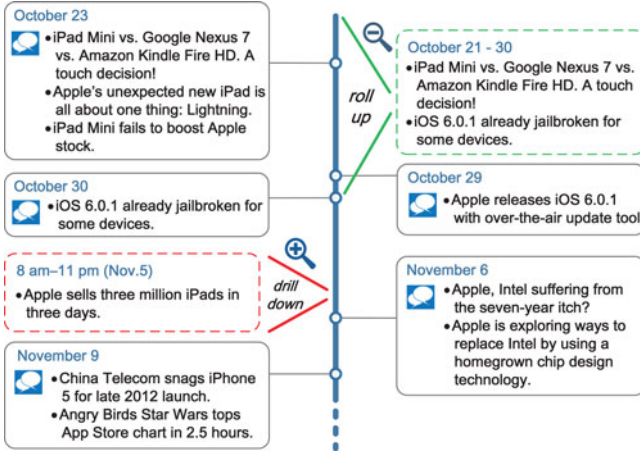 October 23
•iPad Mini vs. Google Nexus 7
vs. Amazon Kindle Fire HD. A
touch decision!
•Apple's unexpected new iPad is
all about one thing: Lightning.
•iPad Mini fails to boost Apple
stock.
roll
up
October 21 - 30
•iPad Mini vs. Google Nexus 7 vs.
Amazon Kindle Fire HD. A touch
decision!
•iOS 6.0.1 already jailbroken for
some devices.
October 30
•iOS 6.0.1 already jailbroken for
some devices.
October 29
•Apple releases iOS 6.0.1
with over-the-air update tool
8 am–11 pm (Nov.5)
•Apple sells three million iPads in
three days.
drill
down
November 6
•Apple, Intel suffering from
the seven-year itch?
•Apple is exploring ways to
replace Intel by using a
homegrown chip design
technology.
November 9
•China Telecom snags iPhone
5 for late 2012 launch.
•Angry Birds Star Wars tops
App Store chart in 2.5 hours.